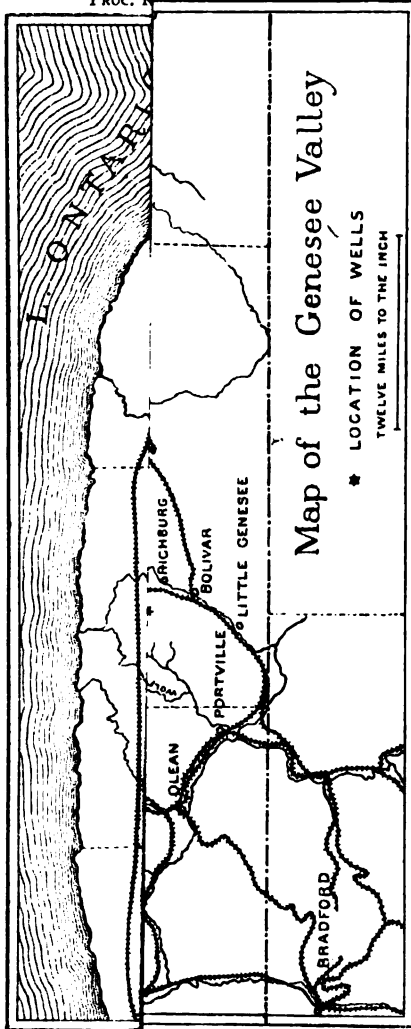 PROC.
L. ONTARIO
Map of the Genesee Valley
* LOCATION OF WELLS
TWELVE MILES TO THE INCH
RICHBURG
BOLIVAR
LITTLE GENESEE
PORTVILLE
OLEAN
BRADFORD